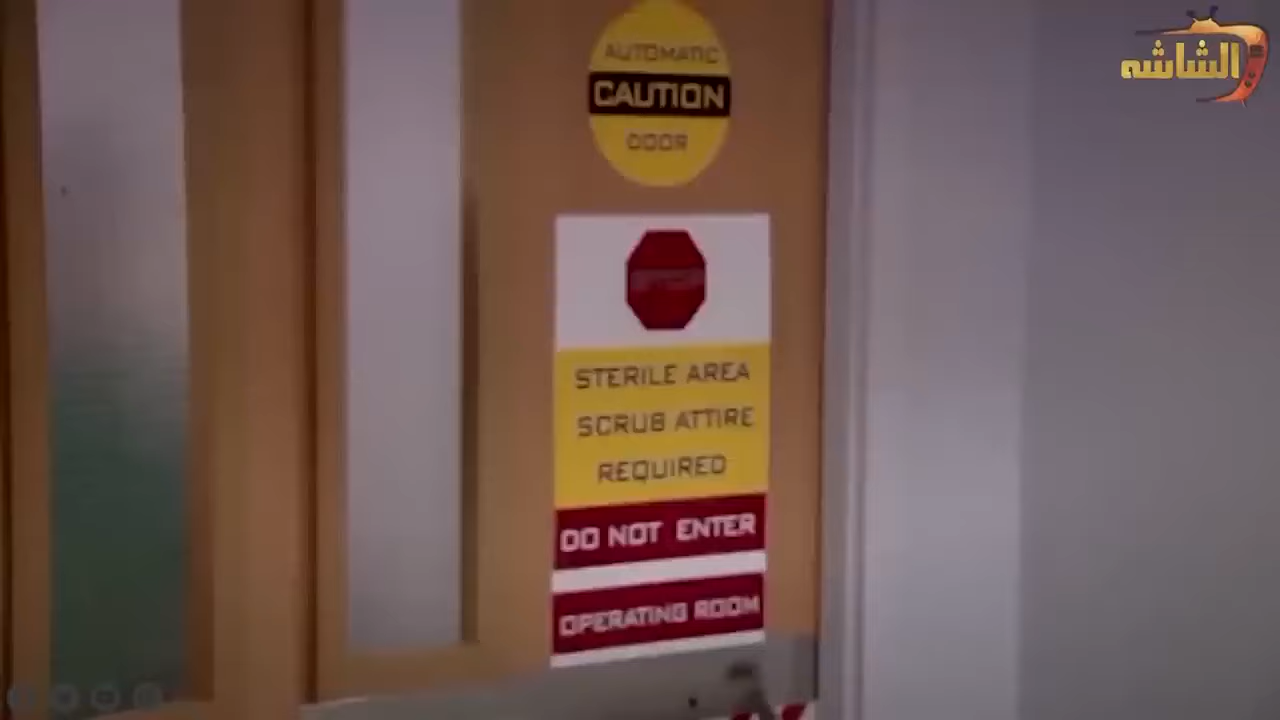 AUTOMATIC
CAUTION
DOOR
الشاشه
STERILE AREA
SCRUB ATTIRE
REQUIRED
DO NOT ENTER
OPERATING ROOM